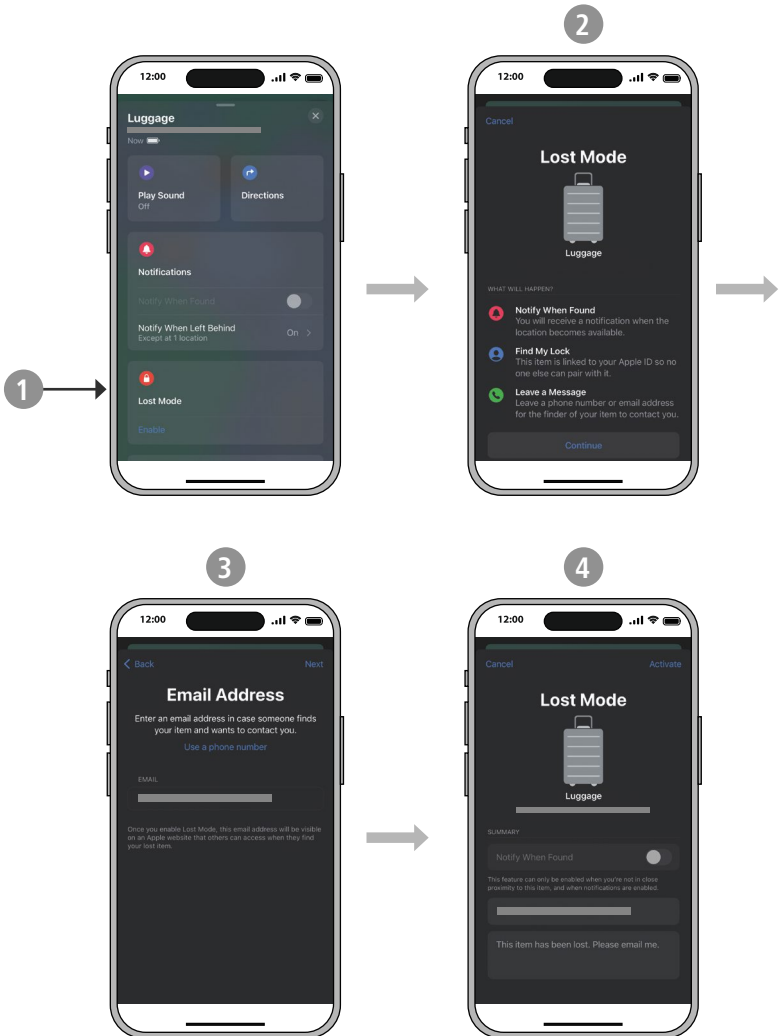 2
12:00
Luggage
Now
Play Sound
Off
Directions
Notifications
Notify When Found
Notify When Left Behind
Except at 1 location
On
1
Lost Mode
Enable
12:00
Cancel
Lost Mode
Luggage
WHAT WILL HAPPEN?
Notify When Found
You will receive a notification when the
location becomes available.
Find My Lock
This item is linked to your Apple ID so no
one else can pair with it.
Leave a Message
Leave a phone number or email address
for the finder of your item to contact you.
Continue
3
12:00
Back
Next
Email Address
Enter an email address in case someone finds
your item and wants to contact you.
Use a phone number
EMAIL
Once you enable Lost Mode, this email address will be visible
on an Apple website that others can access when they find
your lost item.
4
12:00
Cancel
Activate
Lost Mode
Luggage
SUMMARY
Notify When Found
This feature can only be enabled when you're not in close
proximity to this item, and when notifications are enabled.
This item has been lost. Please email me.